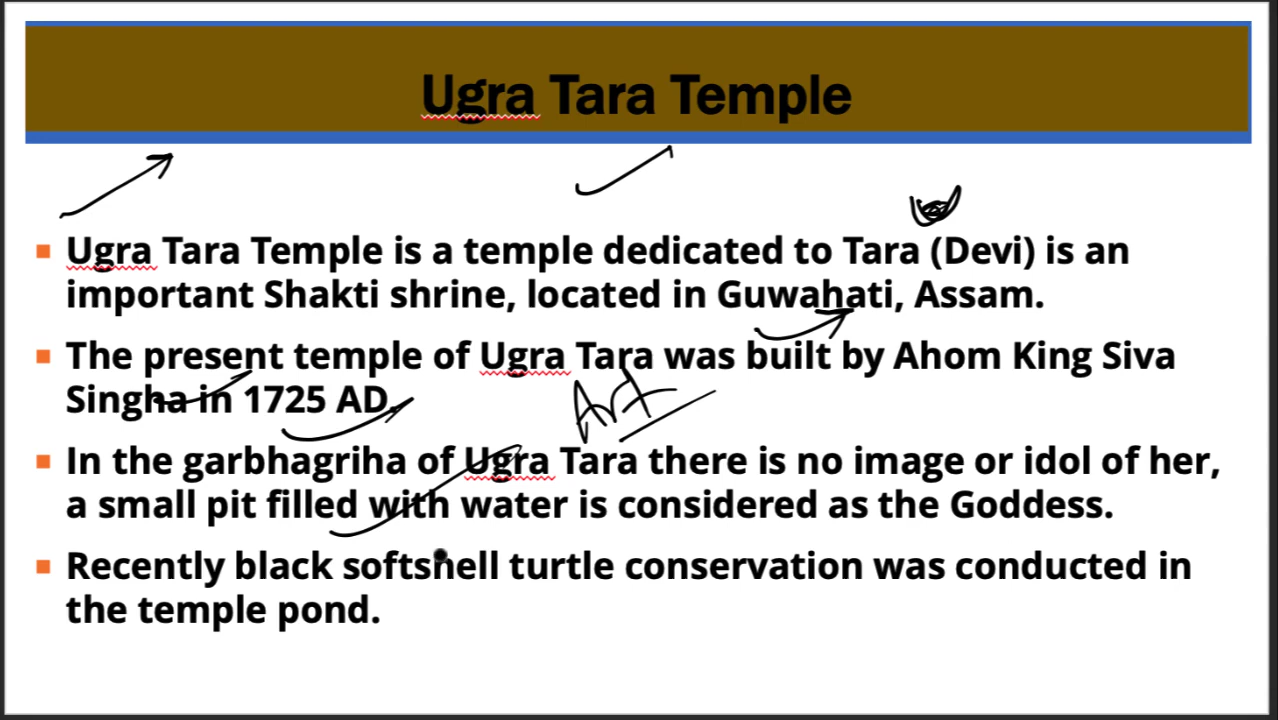 Ugra Tara Temple
Ugra Tara Temple is a temple dedicated to Tara (Devi) is an
important Shakti shrine, located in Guwahati, Assam.
The present temple of Ugra Tara was built by Ahom King Siva
Singha in 1725 AD.
Art
In the garbhagriha of Ugra Tara there is no image or idol of her,
a small pit filled with water is considered as the Goddess.
Recently black softshell turtle conservation was conducted in
the temple pond.